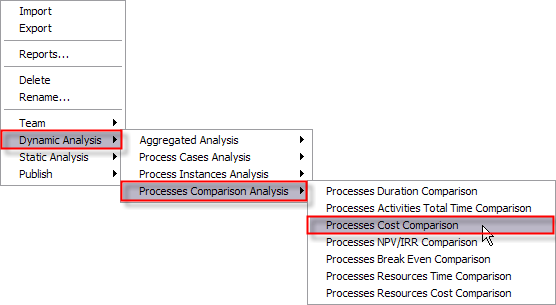 Import
Export
Reports...
Delete
Rename...
Team
Dynamic Analysis
Static Analysis
Publish
Aggregated Analysis
Process Cases Analysis
Process Instances Analysis
Processes Comparison Analysis
Processes Duration Comparison
Processes Activities Total Time Comparison
Processes Cost Comparison
Processes NPV/IRR Comparison
Processes Break Even Comparison
Processes Resources Time Comparison
Processes Resources Cost Comparison